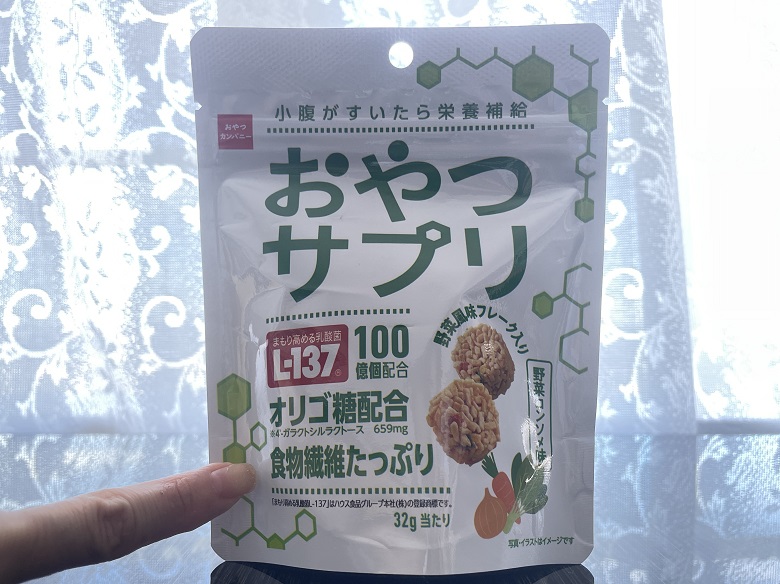 小腹がすいたら栄養補給
おやつ
カンパニー
おやつ
サプリ
野菜風味フレーク入り
まもり高める乳酸菌
L-137®
100
億個配合
オリゴ糖配合
※4'-ガラクトシルラクトース 659mg
食物繊維たっぷり
野菜コンソメ味
「まもり高める乳酸菌L-137」はハウス食品グループ本社(株)の登録商標です。
32g当たり
写真・イラストはイメージです